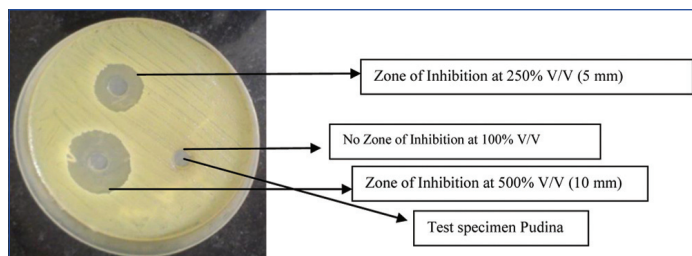 Zone of Inhibition at 250% V/V (5 mm)
No Zone of Inhibition at 100% V/V
Zone of Inhibition at 500% V/V (10 mm)
Test specimen Pudina